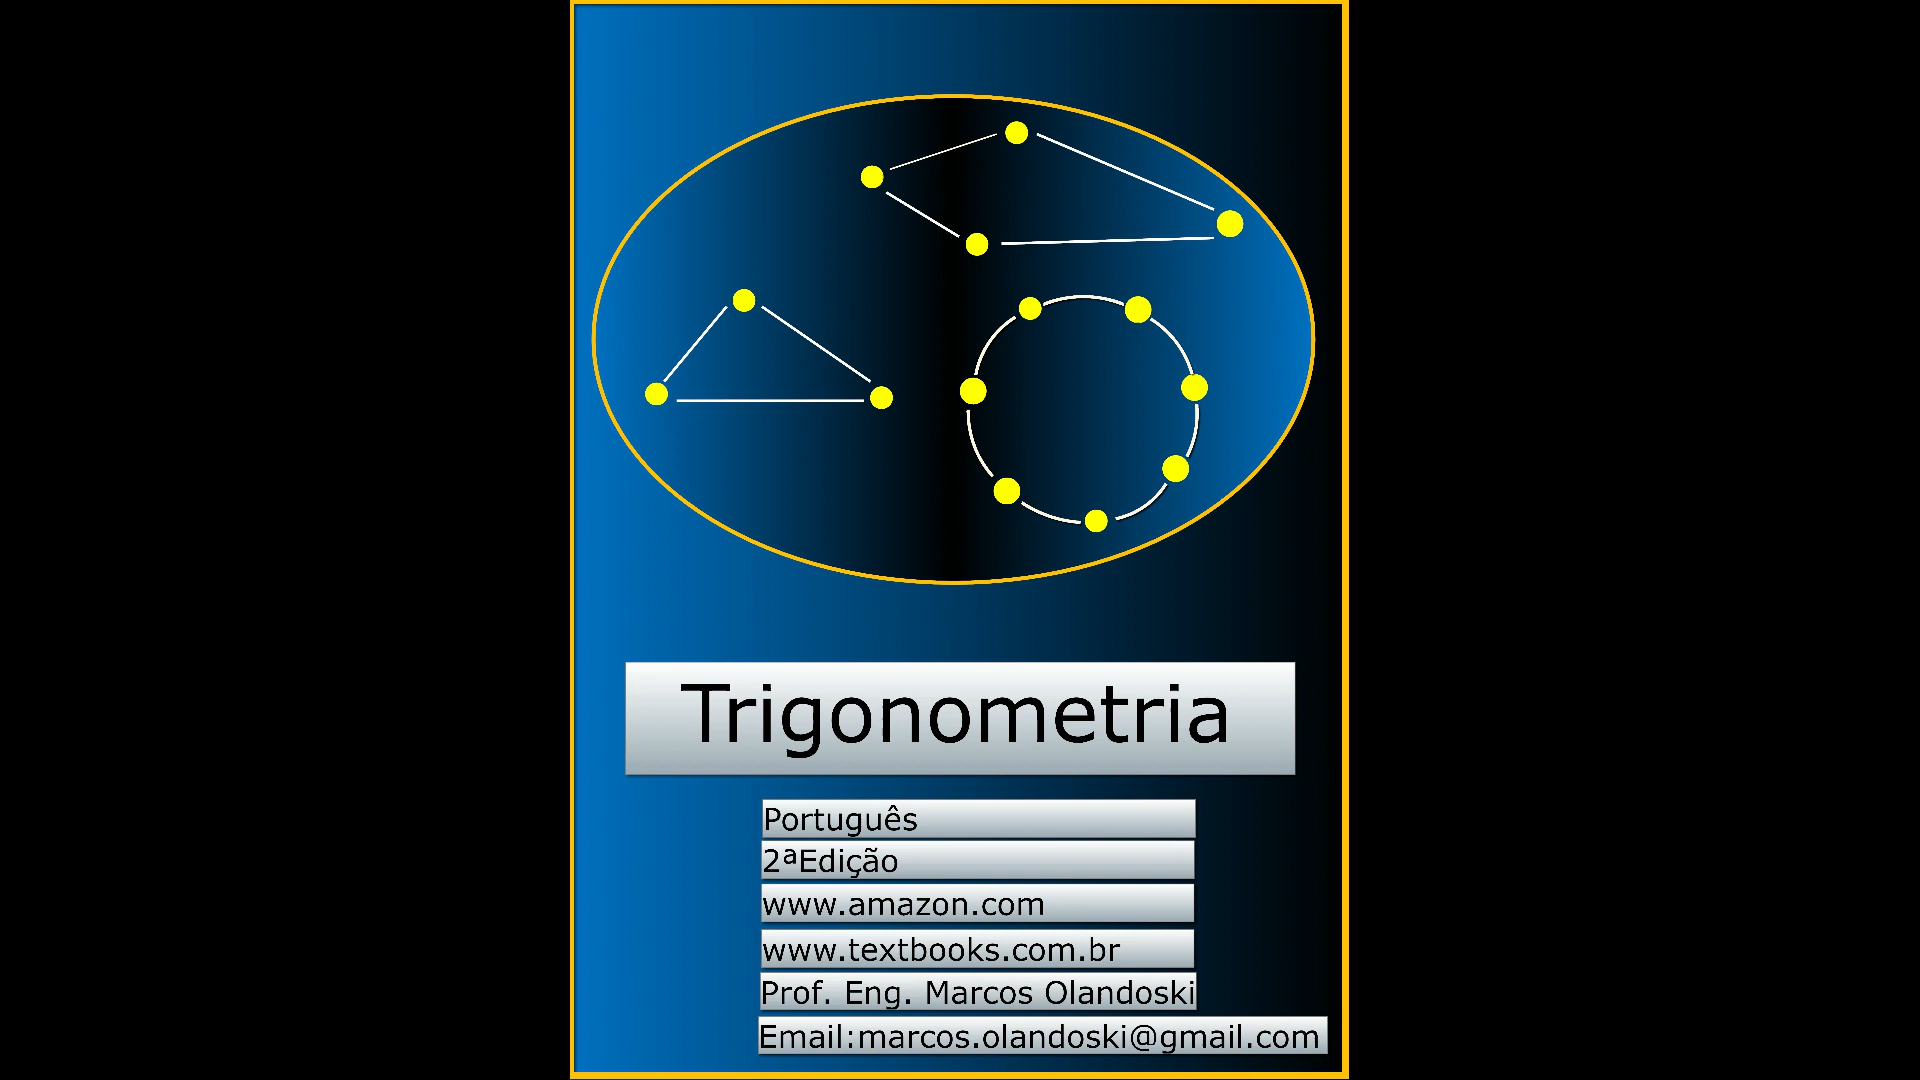 Trigonometria
Português
2ªEdição
www.amazon.com
www.textbooks.com.br
Prof. Eng. Marcos Olandoski
Email:marcos.olandoski@gmail.com